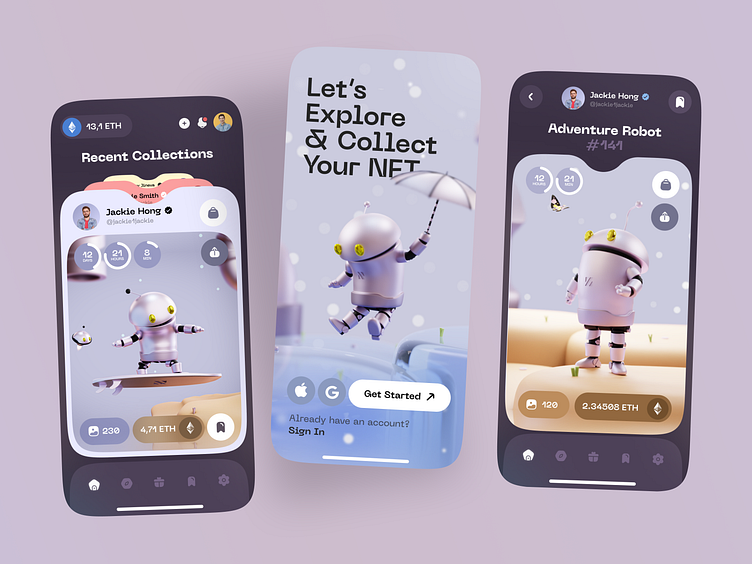 13,1 ETH
Recent Collections
Smith
Jackie Hong
@jackie1jackie
12
DAYS
21
HOURS
8
MIN
230
4,71 ETH
Let's
Explore
& Collect
Your NFT
G
Get Started
Already have an account?
Sign In
Jackie Hong
@jackie1jackie
Adventure Robot
#141
12
HOURS
21
MIN
120
2.34508 ETH